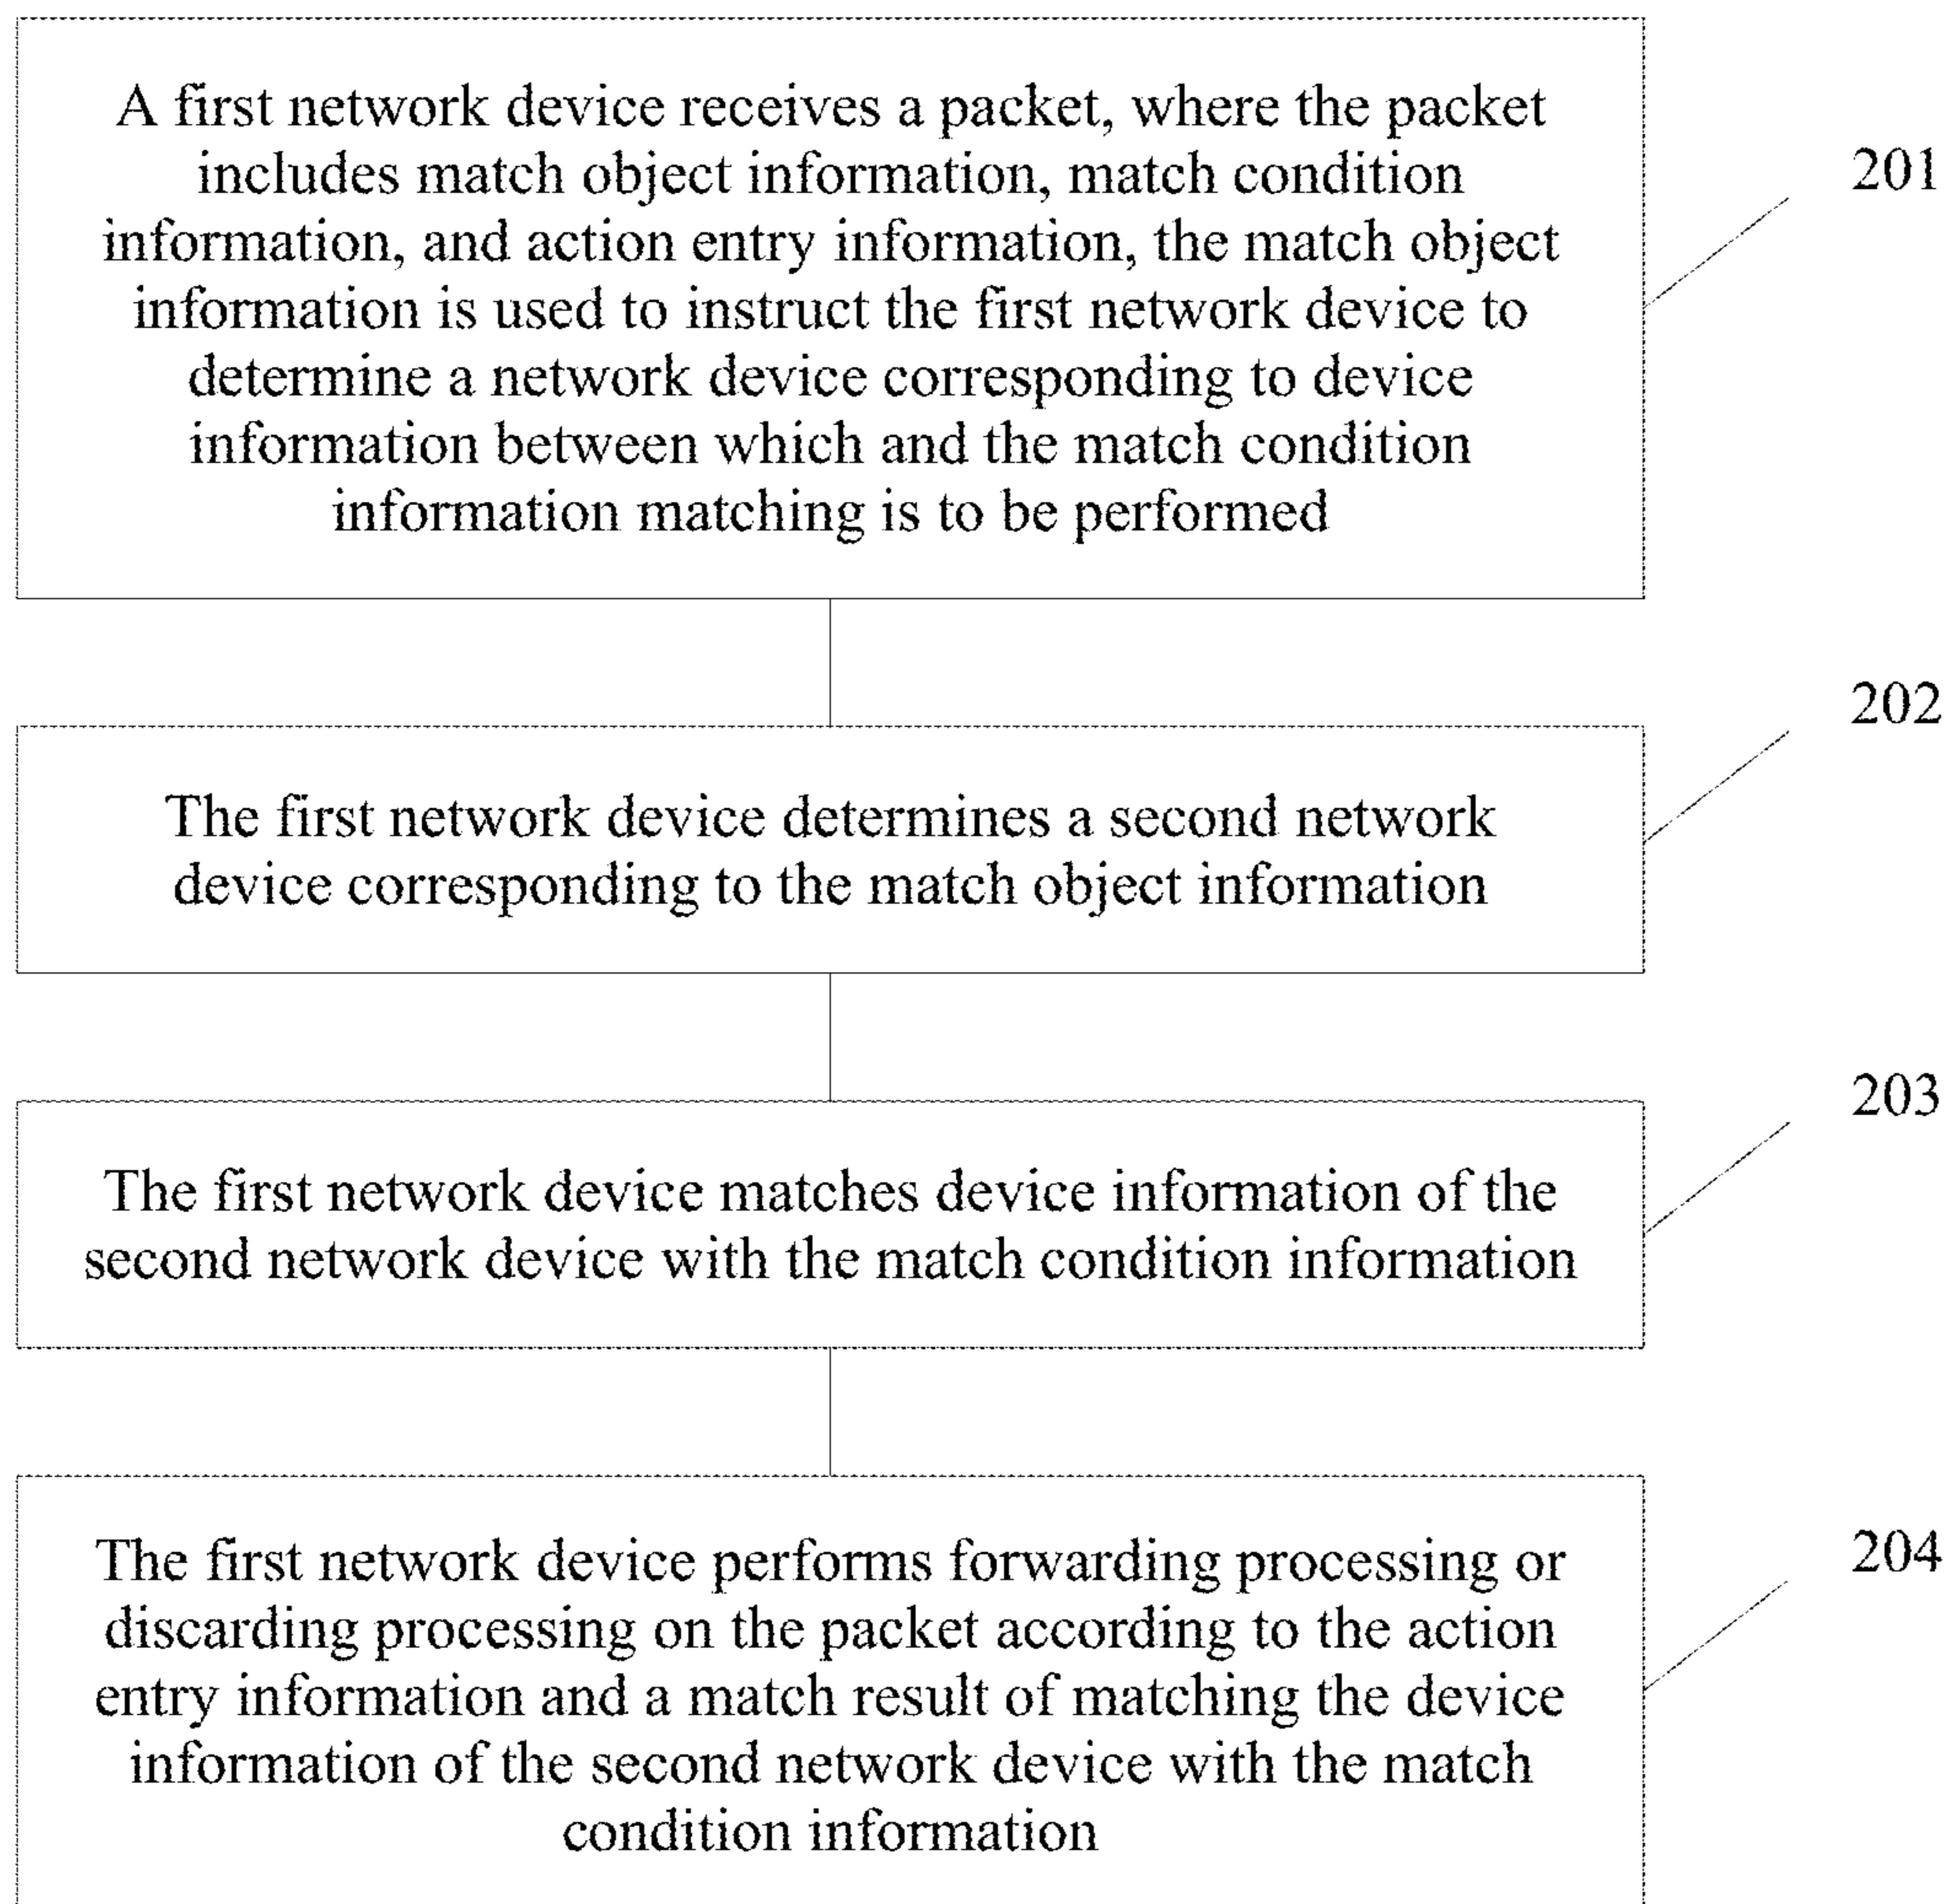 A first network device receives a packet, where the packet
includes match object information, match condition
information, and action entry information, the match object
information is used to instruct the first network device to
determine a network device corresponding to device
information between which and the match condition
information matching is to be performed
201
The first network device determines a second network
device corresponding to the match object information
202
The first network device matches device information of the
second network device with the match condition information
203
The first network device performs forwarding processing or
discarding processing on the packet according to the action
entry information and a match result of matching the device
information of the second network device with the match
condition information
204